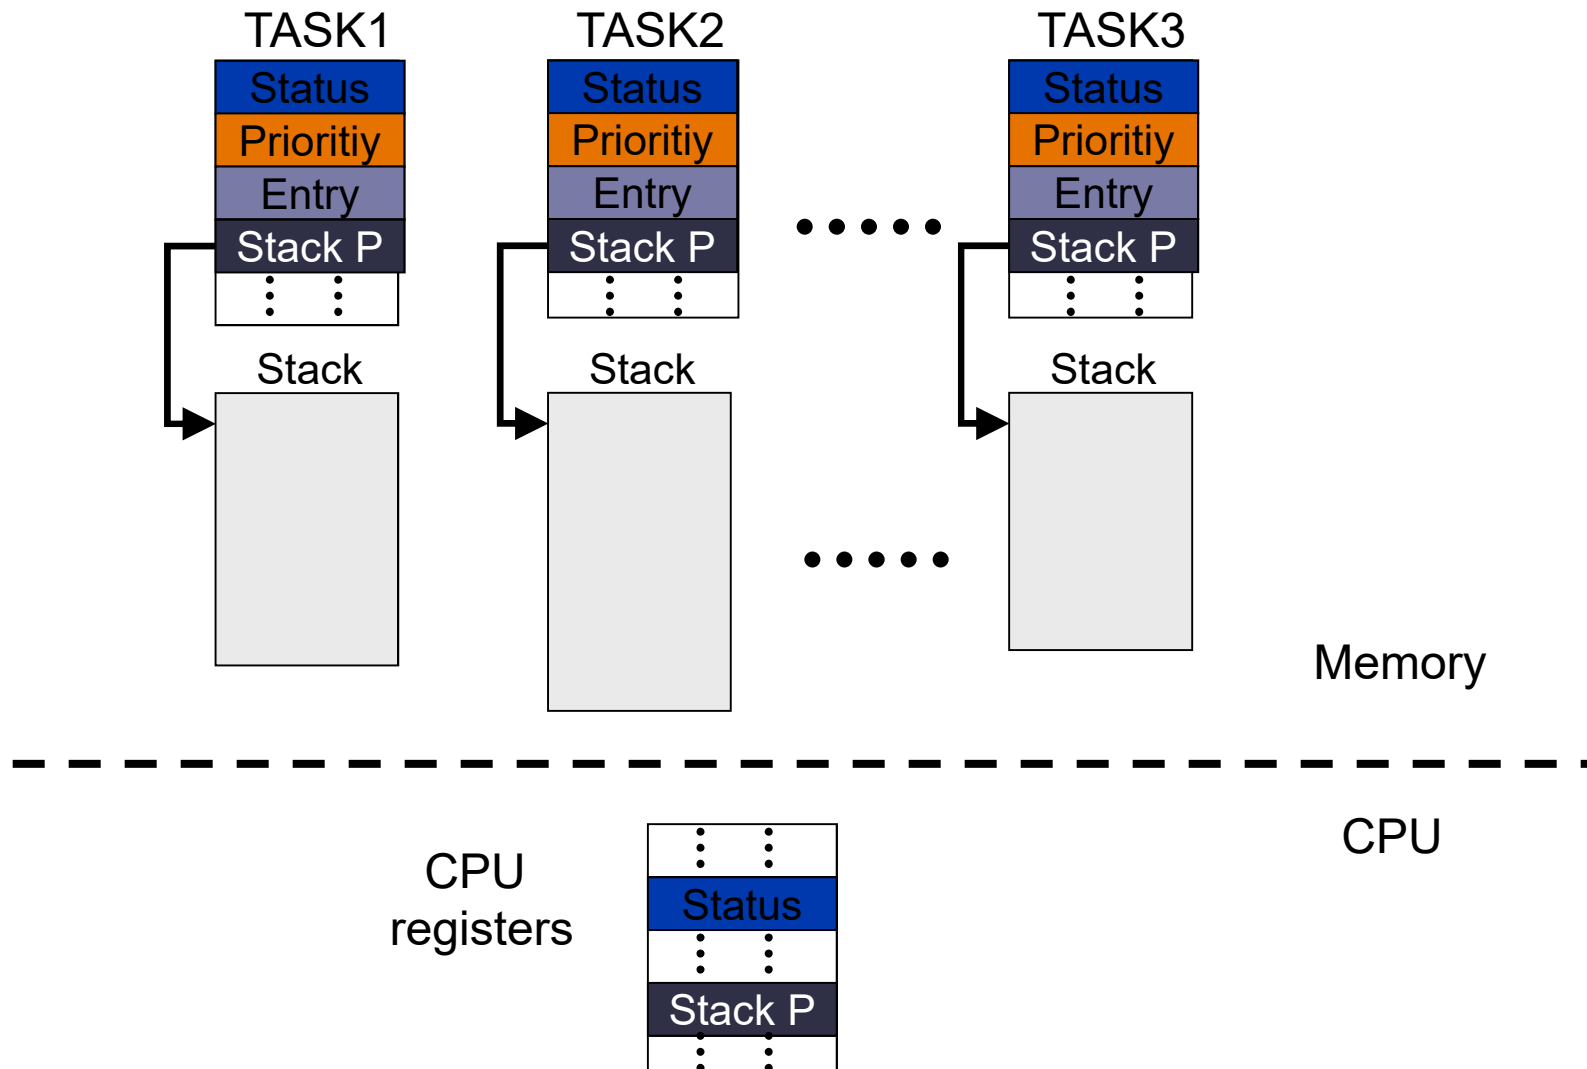 TASK1
TASK2
TASK3
Status
Status
Status
Prioritiy
Prioritiy
Prioritiy
Entry
Entry
Entry
Stack P
Stack P
Stack P
Stack
Stack
Stack
Memory
CPU
CPU
registers
Status
Stack P